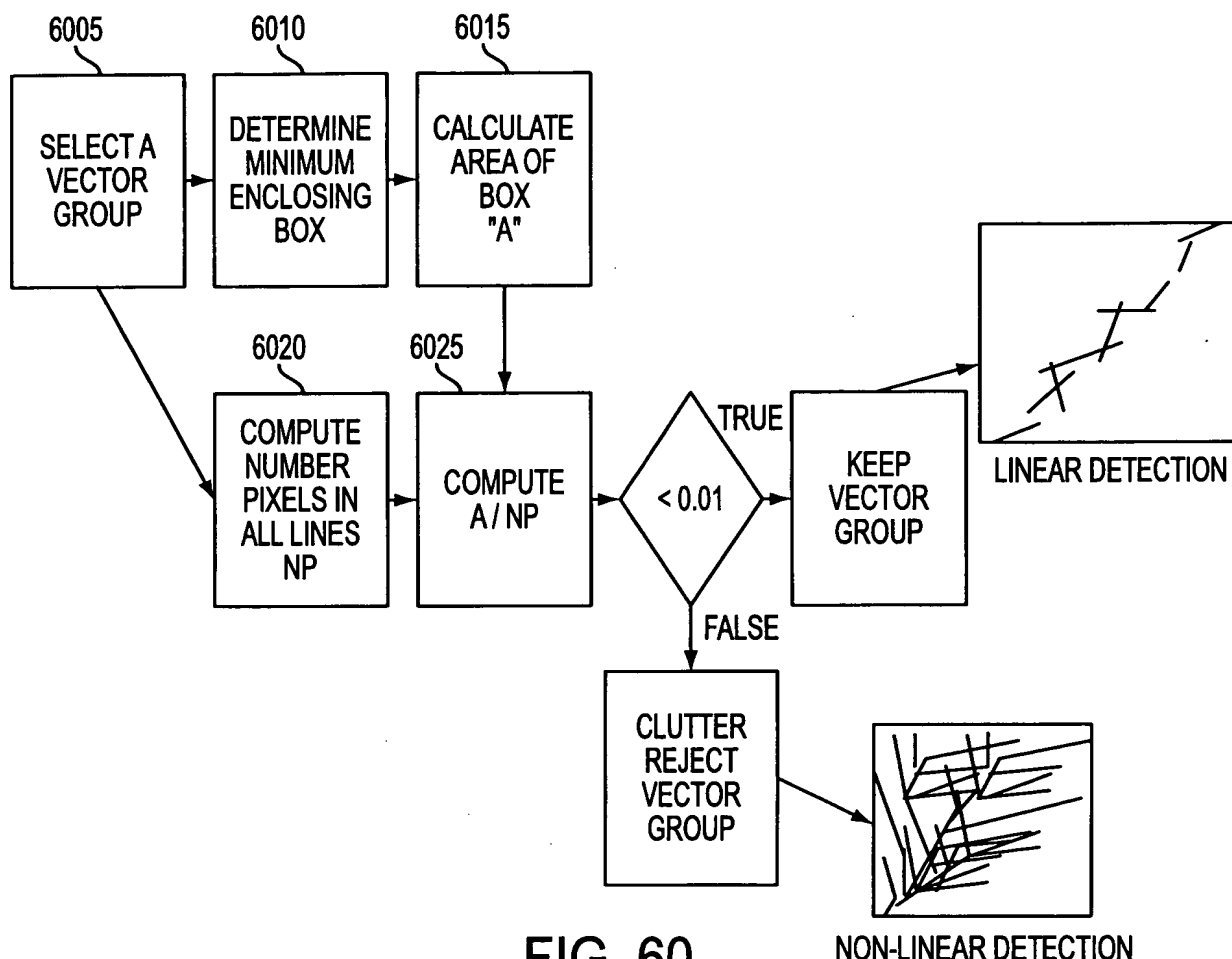 6005
6010
6015
SELECT A
VECTOR
GROUP
DETERMINE
MINIMUM
ENCLOSING
BOX
CALCULATE
AREA OF
BOX
"A"
6020
6025
COMPUTE
NUMBER
PIXELS IN
ALL LINES
NP
COMPUTE
A / NP
< 0.01
TRUE
KEEP
VECTOR
GROUP
LINEAR DETECTION
FALSE
CLUTTER
REJECT
VECTOR
GROUP
NON-LINEAR DETECTION
FIG. 60